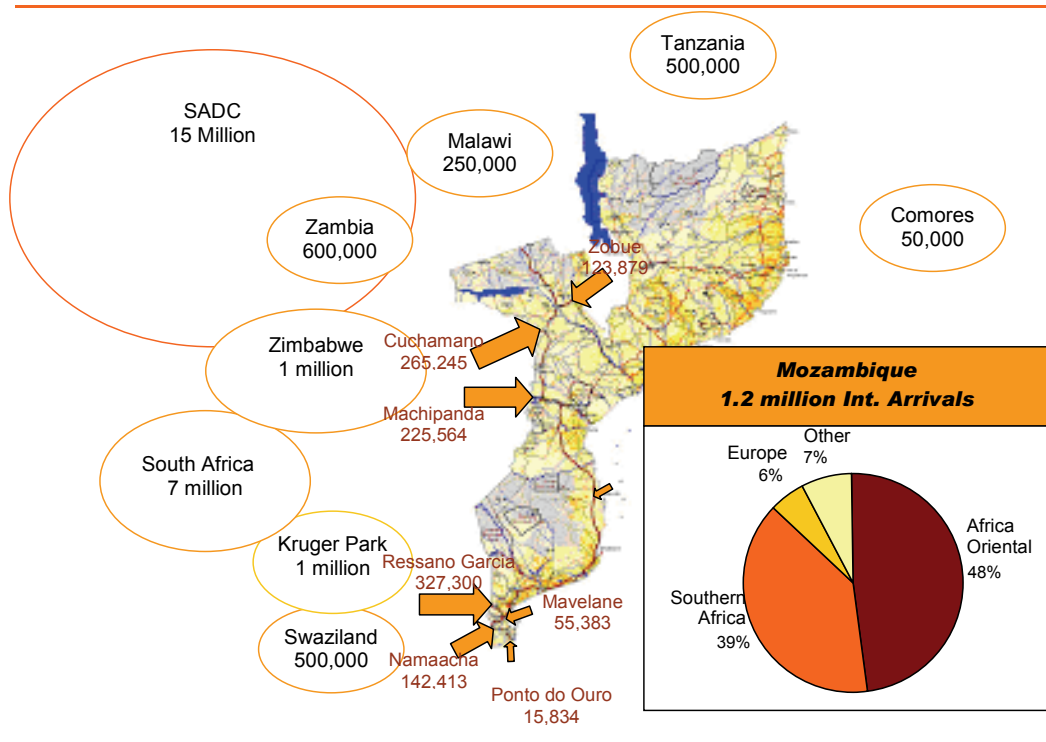 Tanzania
500,000
SADC
15 Million
Malawi
250,000
Zambia
600,000
Comores
50,000
Zobue
123,879
Zimbabwe
1 million
Cuchamano
265,245
Machipanda
225,564
South Africa
7 million
Kruger Park
1 million
Ressano Garcia
327,300
Mavelane
55,383
Swaziland
500,000
Namaacha
142,413
Ponto do Ouro
15,834
Mozambique
1.2 million Int. Arrivals
Other
7%
Europe
6%
Africa
Oriental
48%
Southern
Africa
39%